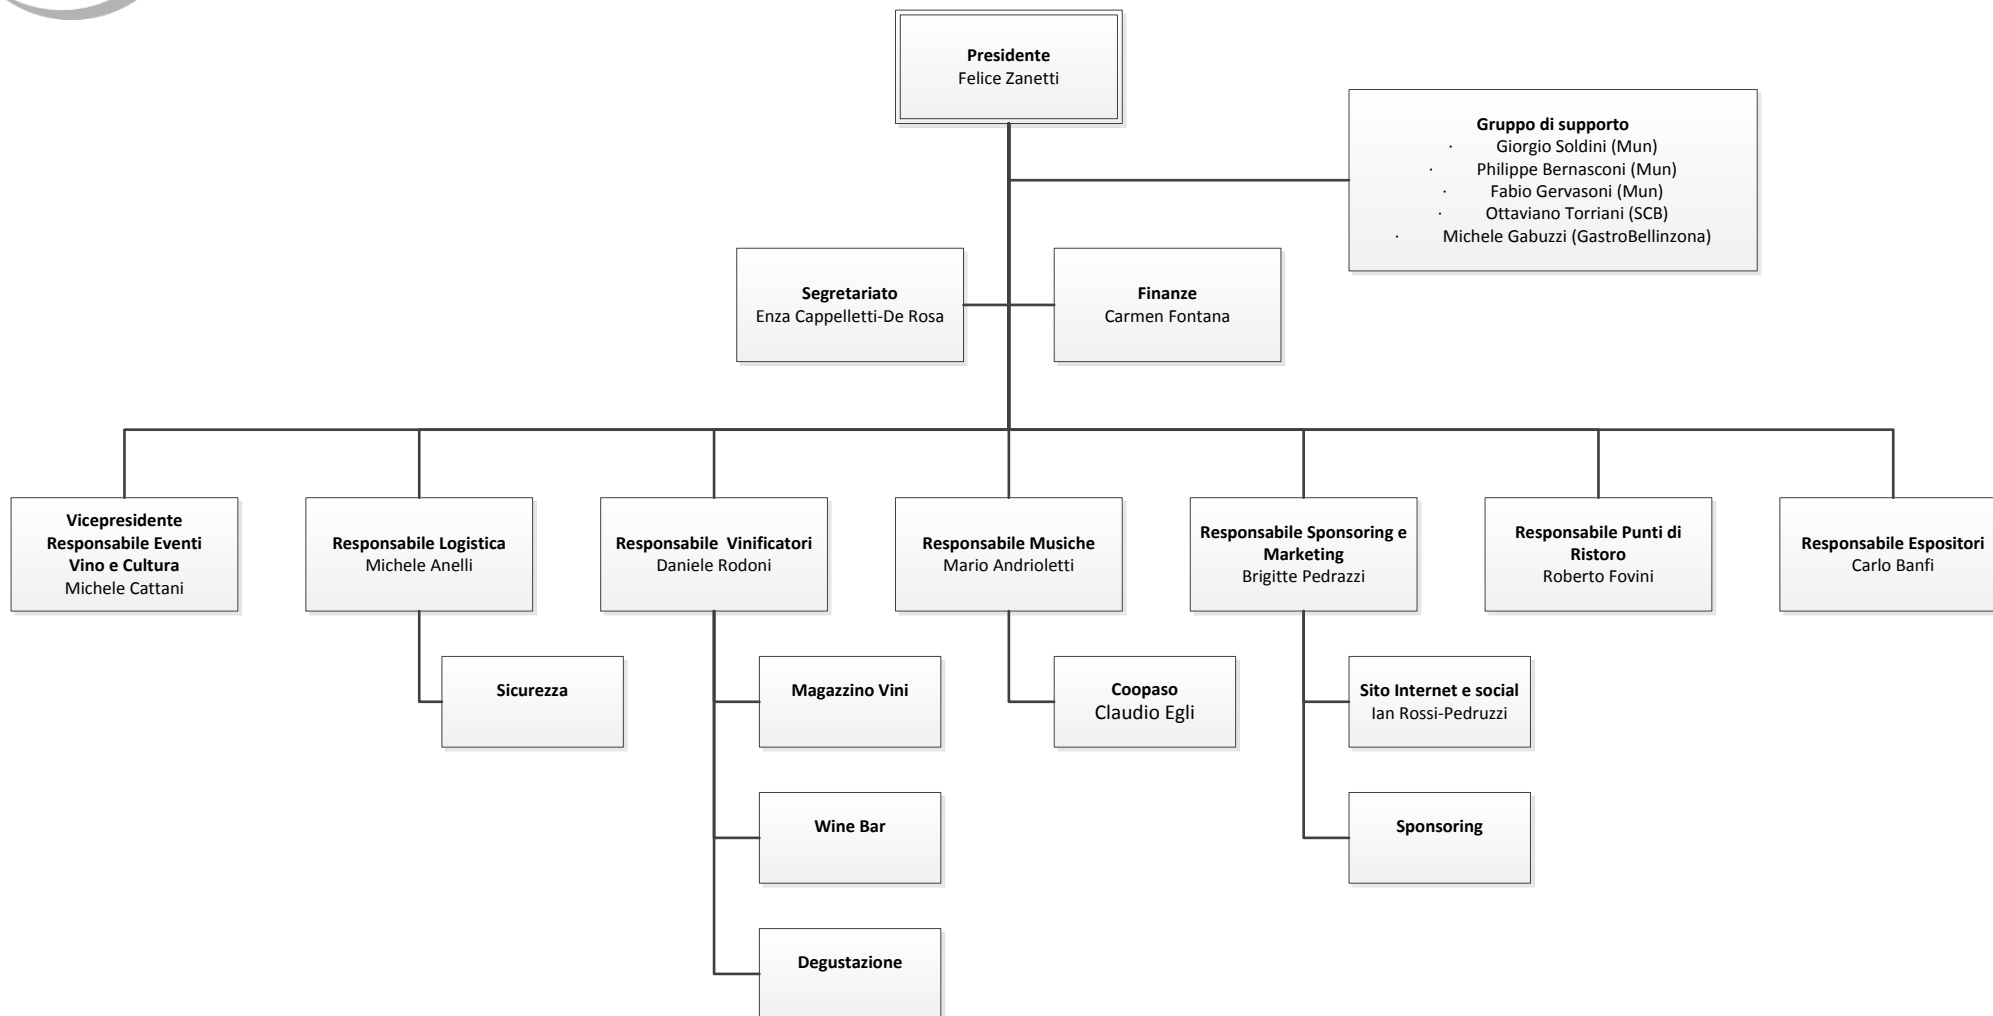 Presidente
Felice Zanetti
Gruppo di supporto
· Giorgio Soldini (Mun)
· Philippe Bernasconi (Mun)
· Fabio Gervasoni (Mun)
· Ottaviano Torriani (SCB)
· Michele Gabuzzi (GastroBellinzona)
Segretariato
Enza Cappelletti-De Rosa
Finanze
Carmen Fontana
Vicepresidente
Responsabile Eventi
Vino e Cultura
Michele Cattani
Responsabile Logistica
Michele Anelli
Responsabile  Vinificatori
Daniele Rodoni
Responsabile Musiche
Mario Andrioletti
Responsabile Sponsoring e
Marketing
Brigitte Pedrazzi
Responsabile Punti di
Ristoro
Roberto Fovini
Responsabile Espositori
Carlo Banfi
Sicurezza
Magazzino Vini
Coopaso
Claudio Egli
Sito Internet e social
Ian Rossi-Pedruzzi
Wine Bar
Sponsoring
Degustazione